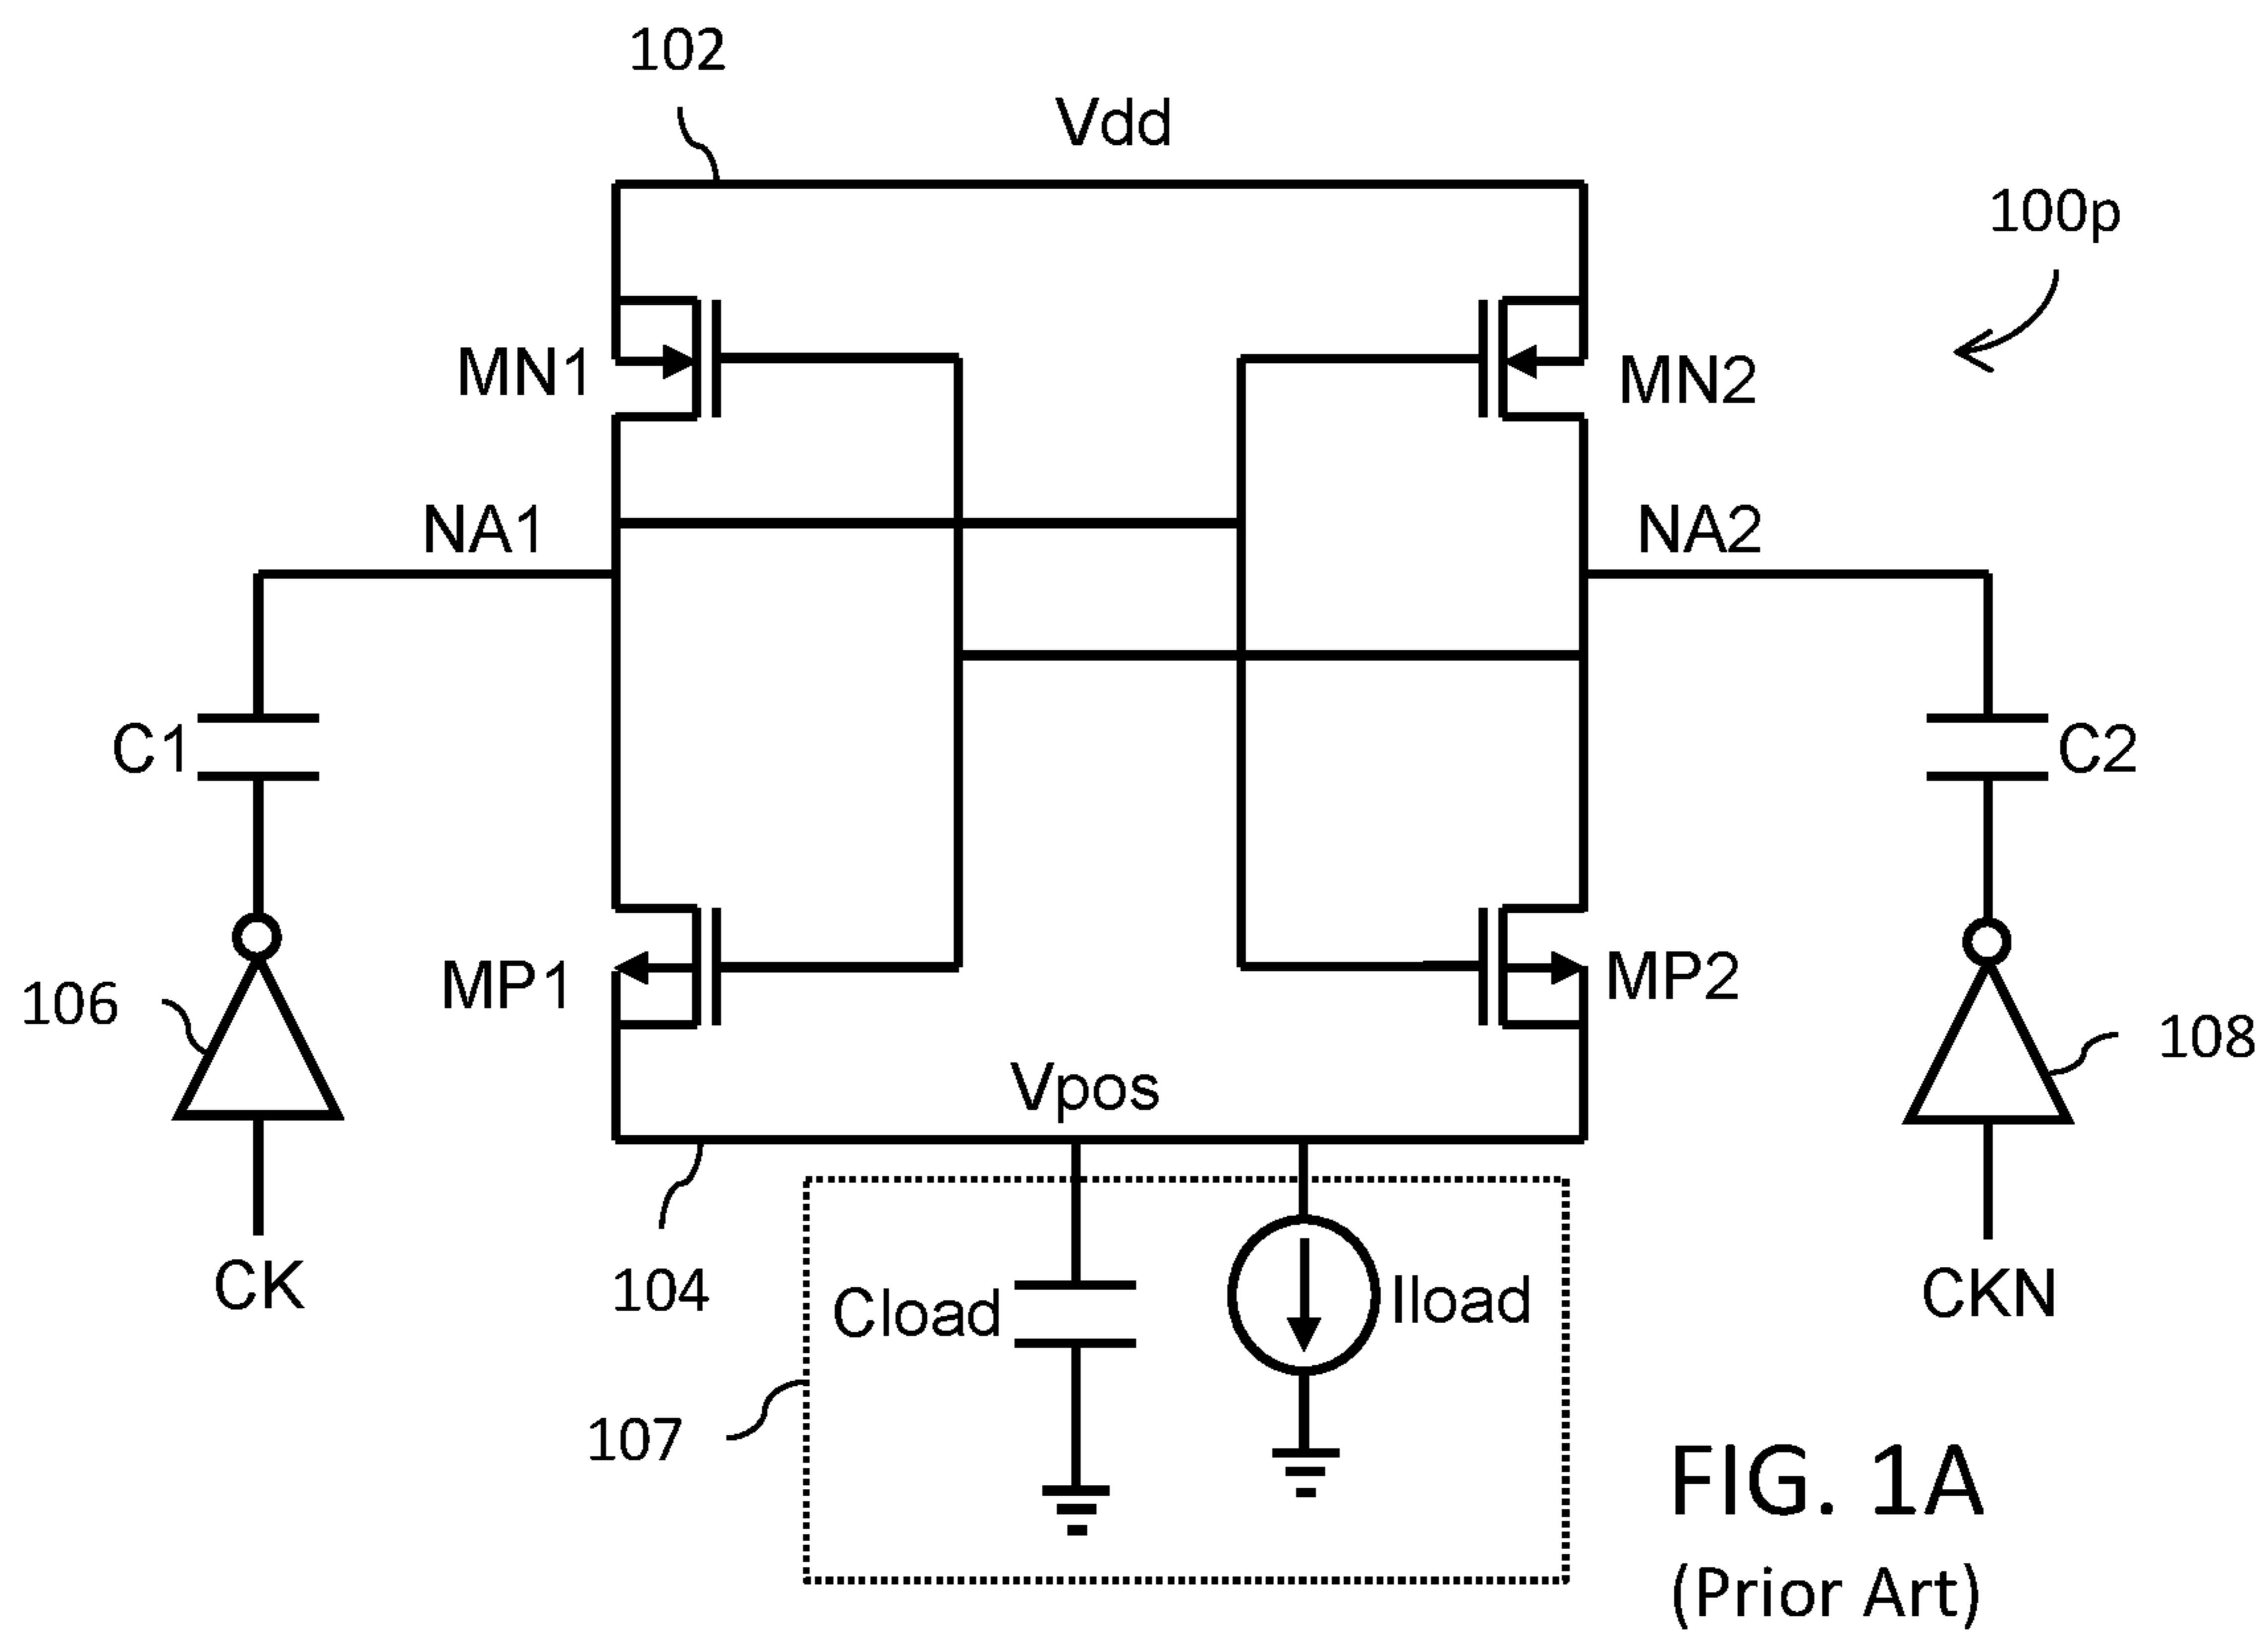 102
Vdd
100p
MN1
MN2
NA1
NA2
C1
C2
MP1
MP2
106
108
Vpos
CK
104
Cload
Iload
CKN
107
FIG. 1A
(Prior Art)